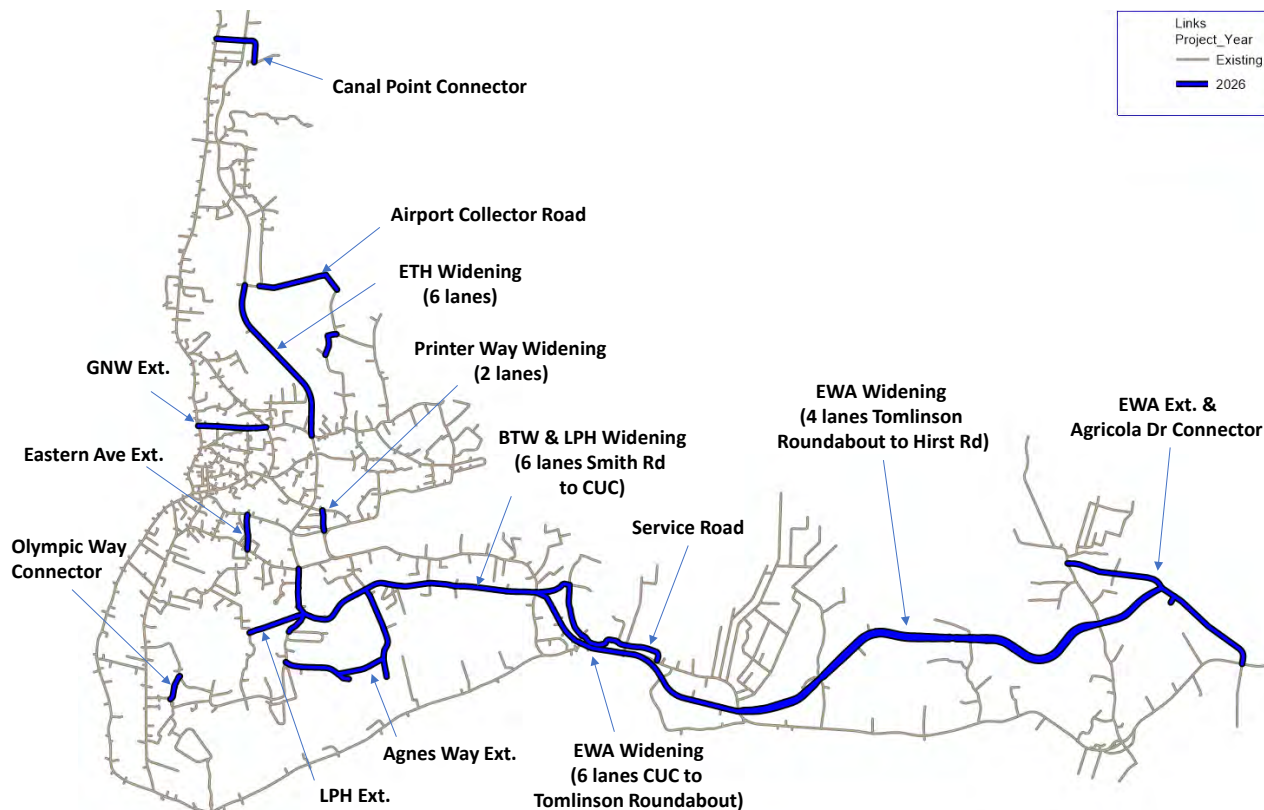 Links
Project_Year
Existing
2026
Canal Point Connector
Airport Collector Road
ETH Widening
(6 lanes)
Printer Way Widening
(2 lanes)
GNW Ext.
EWA Widening
(4 lanes Tomlinson
Roundabout to Hirst Rd)
EWA Ext. &
Agricola Dr Connector
BTW & LPH Widening
(6 lanes Smith Rd
to CUC)
Eastern Ave Ext.
Service Road
Olympic Way
Connector
Agnes Way Ext.
EWA Widening
(6 lanes CUC to
Tomlinson Roundabout)
LPH Ext.